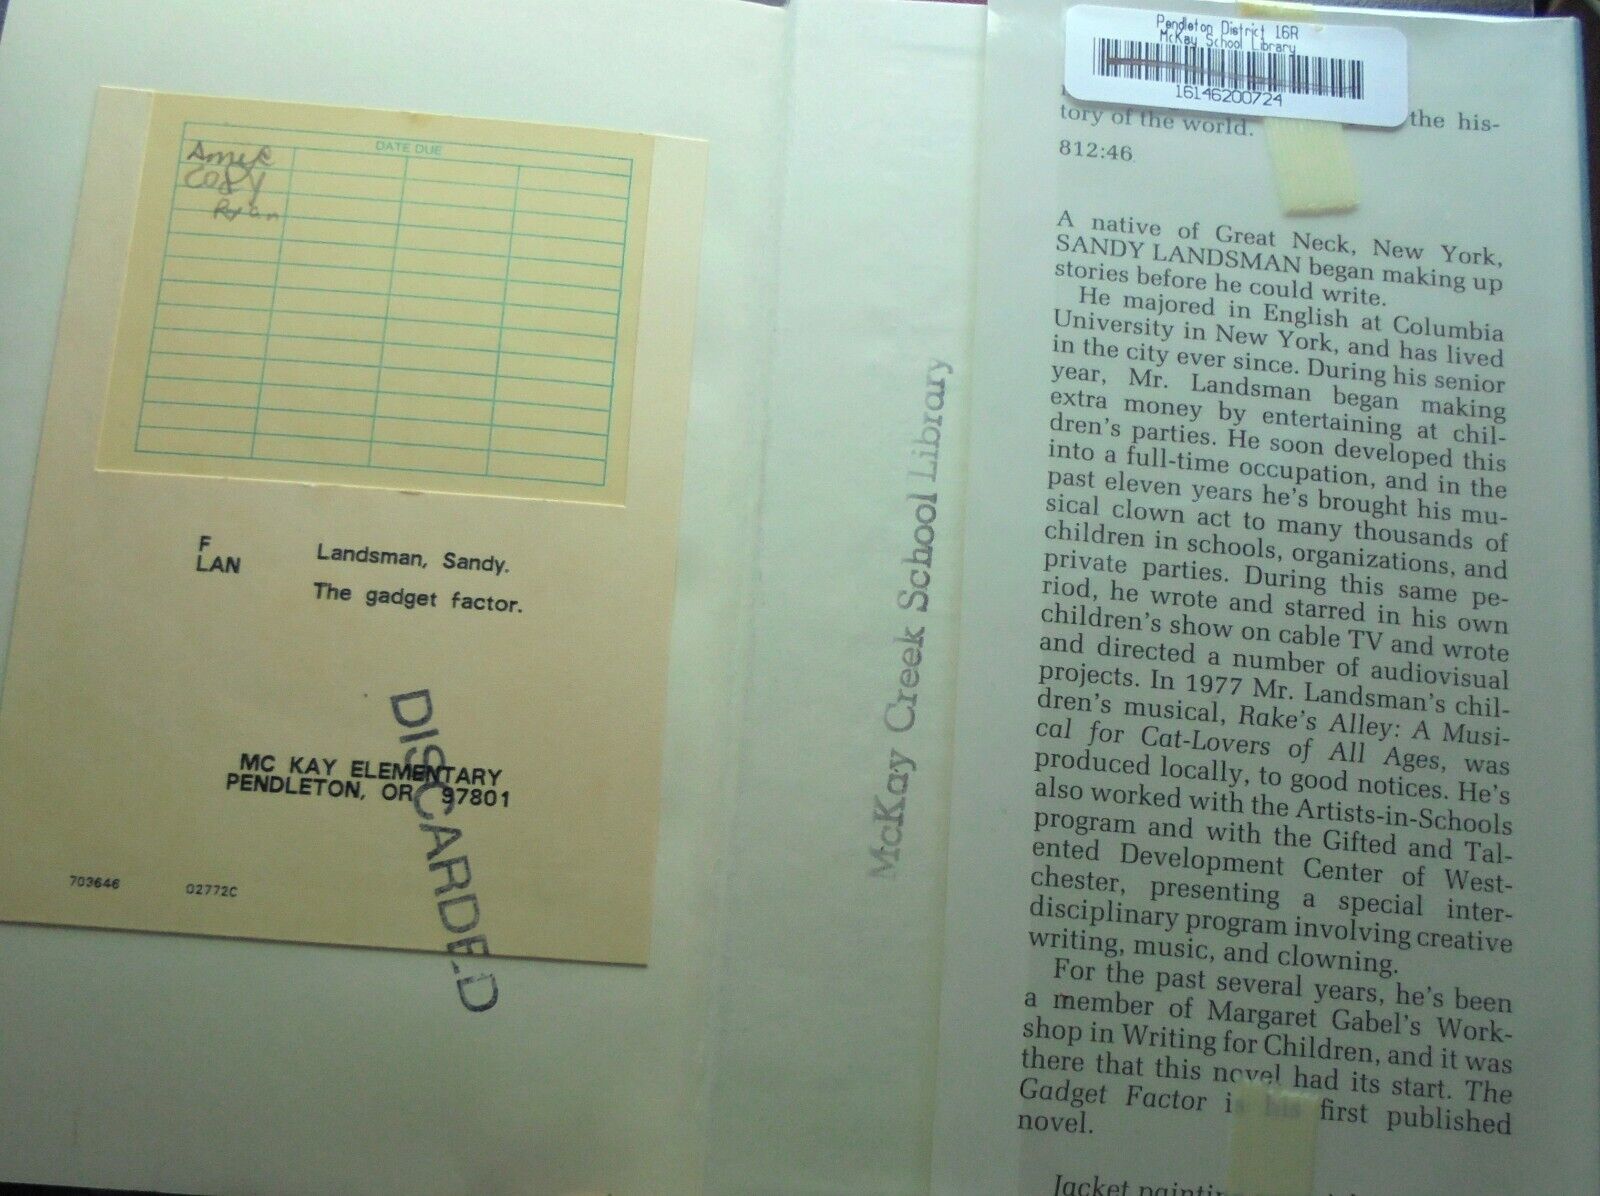 DATE DUE
Cozy
Ryan
F
LAN
Landsman, Sandy.
The gadget factor.
DISCARDED
MC KAY ELEMENTARY
PENDLETON, OR 97801
703646 02772C
McKay Creek School Library
Pendleton District 16R
McKay School Library
16146200724
the his-
tory of the world.
812:46
A native of Great Neck, New York,
SANDY LANDSMAN began making up
stories before he could write.
He majored in English at Columbia
University in New York, and has lived
in the city ever since. During his senior
year, Mr. Landsman began making
extra money by entertaining at chil-
dren's parties. He soon developed this
into a full-time occupation, and in the
past eleven years he's brought his mu-
sical clown act to many thousands of
children in schools, organizations, and
private parties. During this same pe-
riod, he wrote and starred in his own
children's show on cable TV and wrote
and directed a number of audiovisual
projects. In 1977 Mr. Landsman's chil-
dren's musical, Rake's Alley: A Musi-
cal for Cat-Lovers of All Ages, was
produced locally, to good notices. He's
also worked with the Artists-in-Schools
program and with the Gifted and Tal-
ented Development Center of West-
chester, presenting a special inter-
disciplinary program involving creative
writing, music, and clowning.
For the past several years, he's been
a member of Margaret Gabel's Work-
shop in Writing for Children, and it was
there that this novel had its start. The
Gadget Factor is his first published
novel.
Jacket